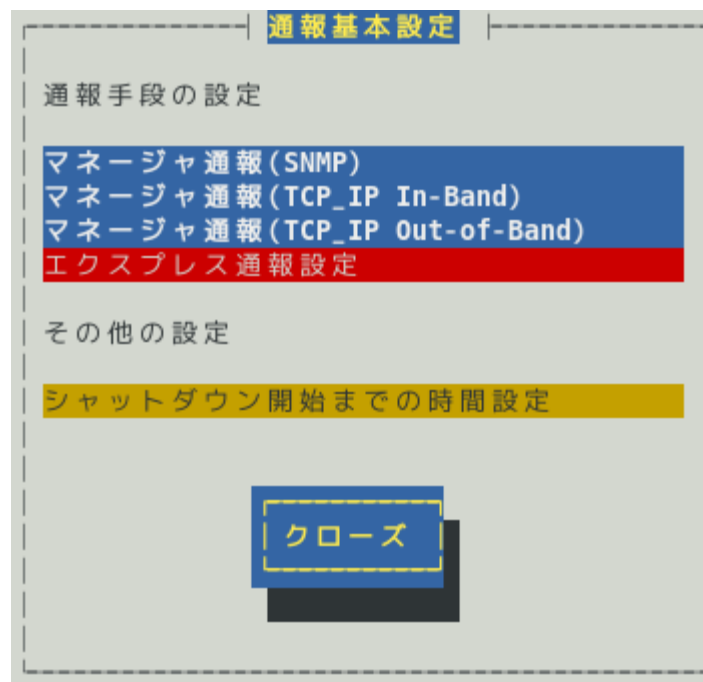 通報基本設定
通報手段の設定
マネージャ通報(SNMP)
マネージャ通報(TCP_IP In-Band)
マネージャ通報(TCP_IP Out-of-Band)
エクスプレス通報設定
その他の設定
シャットダウン開始までの時間設定
クローズ